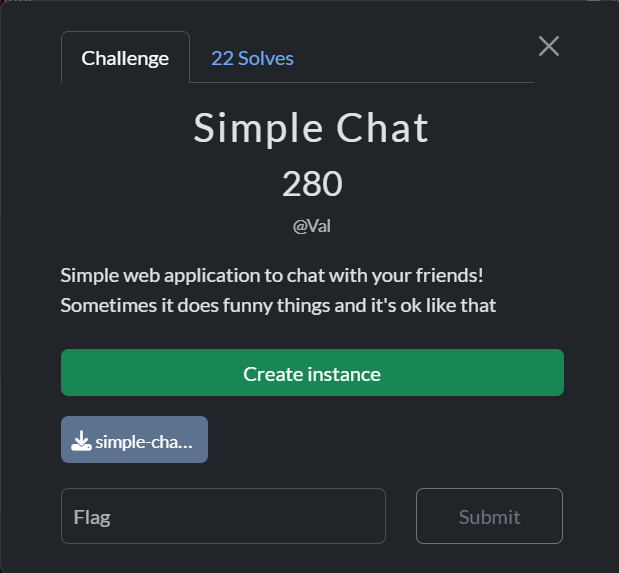 Challenge
22 Solves
Simple Chat
280
@Val
Simple web application to chat with your friends!
Sometimes it does funny things and it's ok like that
Create instance
simple-cha...
Flag
Submit